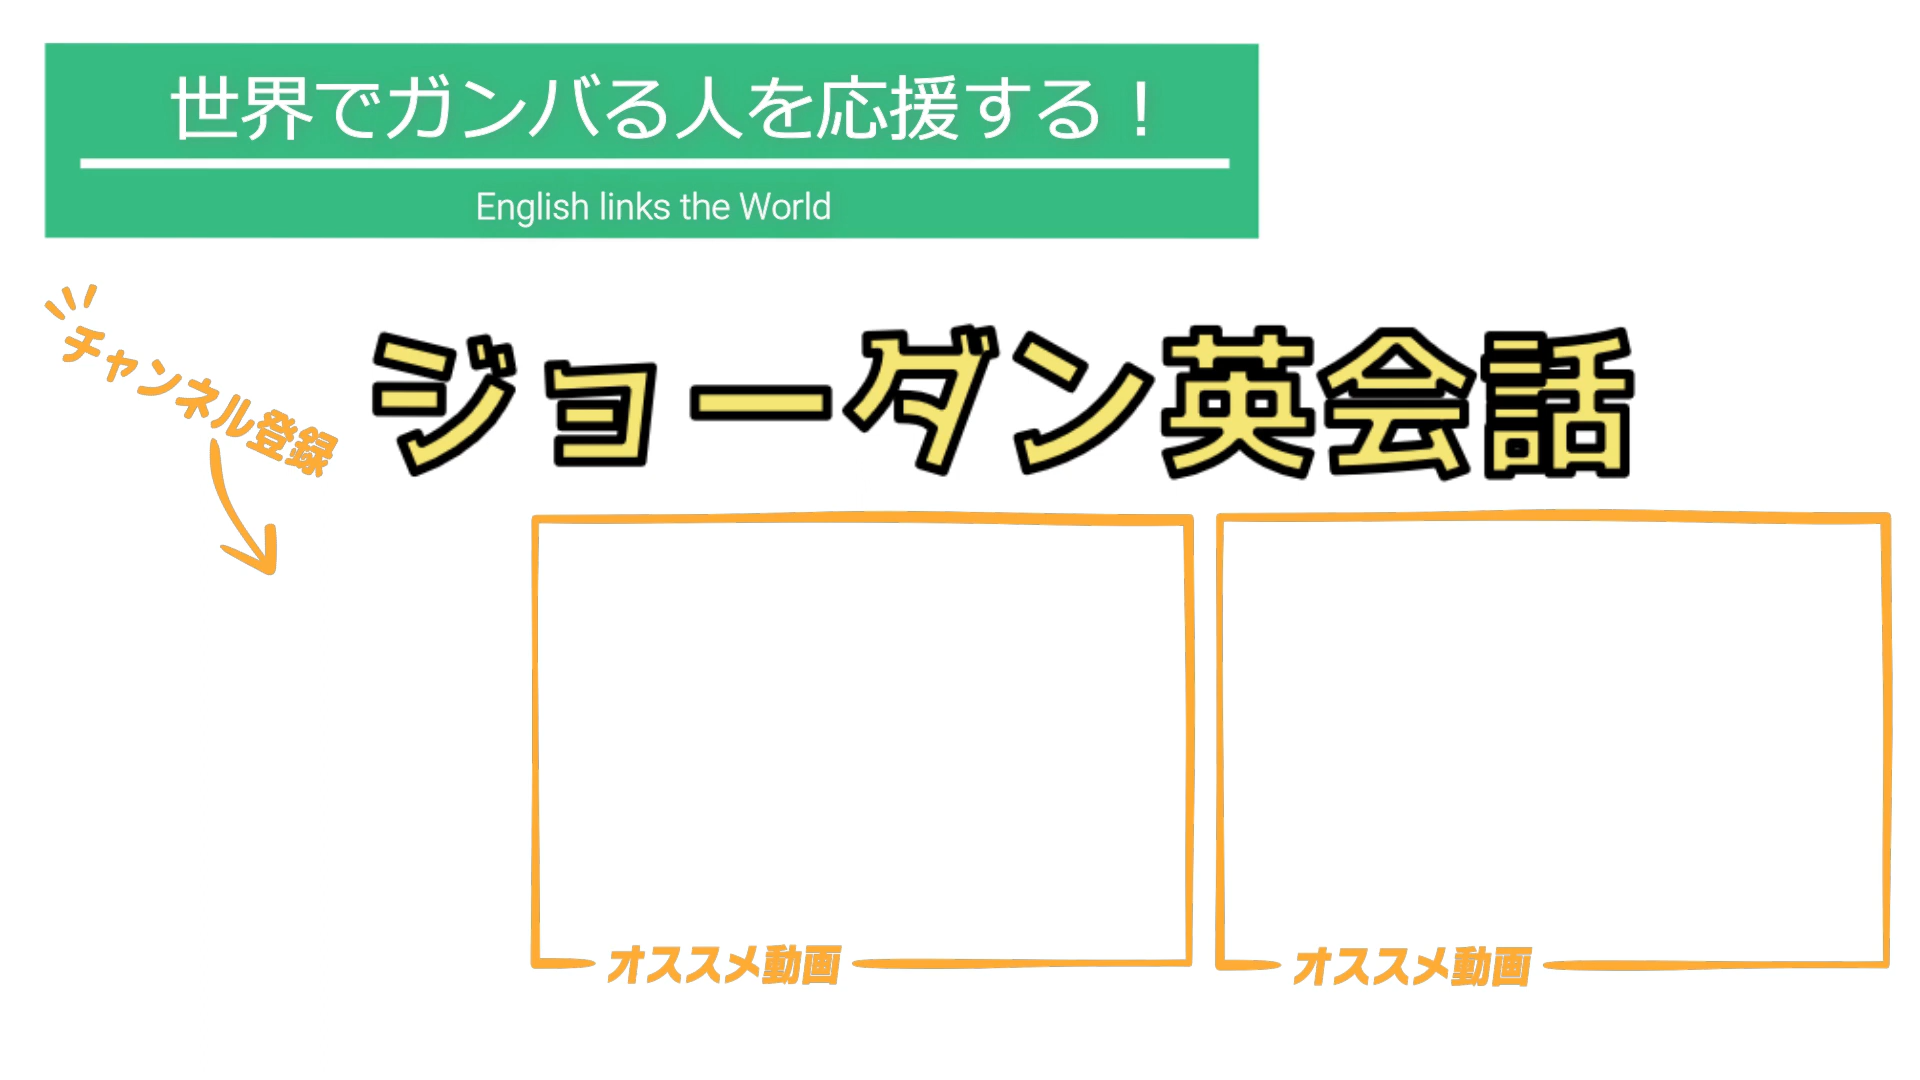 世界でガンバる人を応援する！
English links the World
チャンネル登録
ジョーダン英会話
オススメ動画
オススメ動画